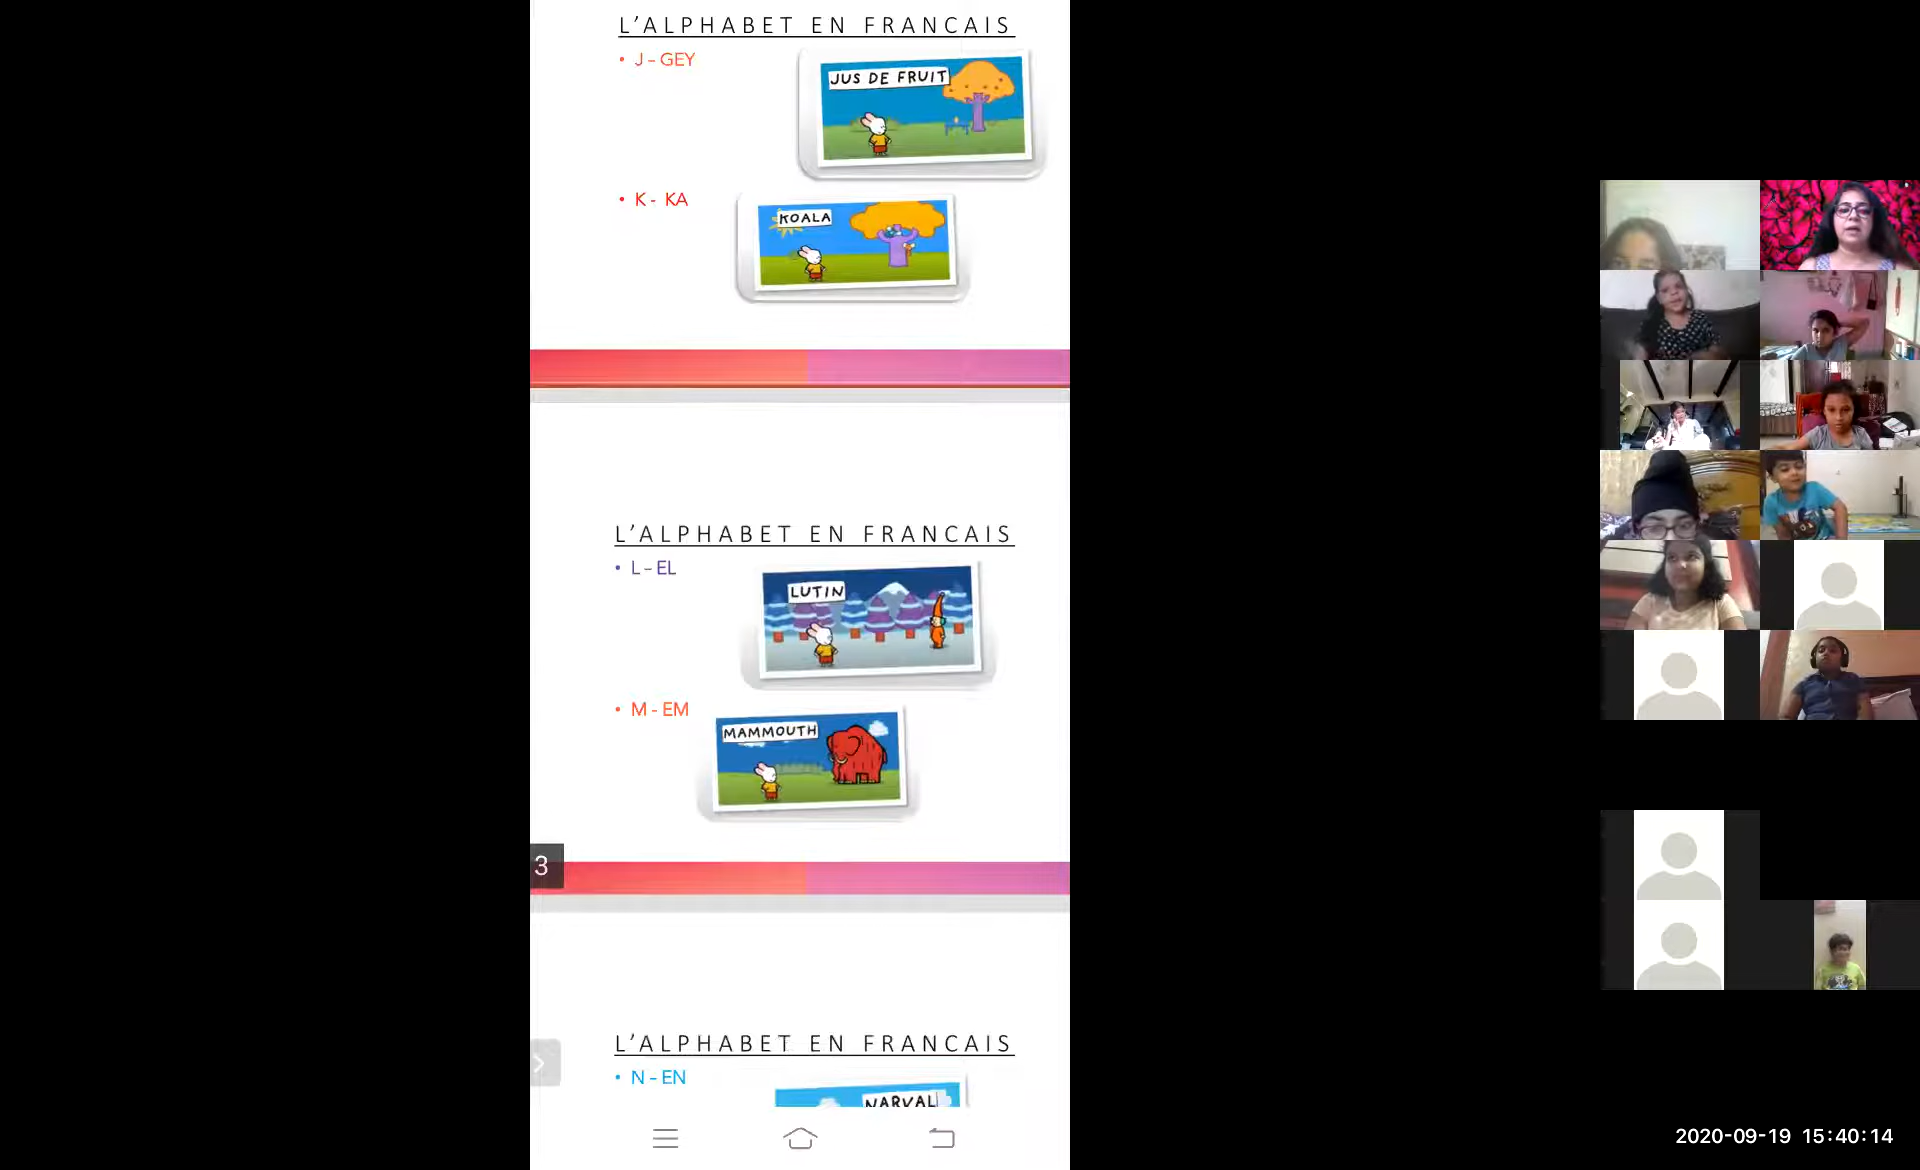 L'ALPHABET EN FRANCAIS
• J – GEY
JUS DE FRUIT
• K - KA
KOALA
L'ALPHABET EN FRANCAIS
• L – EL
LUTIN
• M - EM
MAMMOUTH
3
L'ALPHABET EN FRANCAIS
• N – EN
NARVAL
2020-09-19 15:40:14